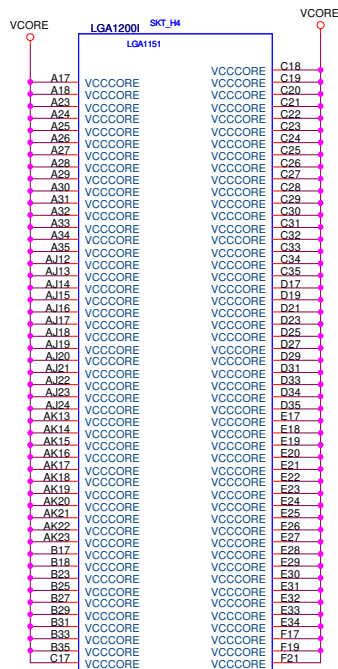 VCORE
VCORE
LGA1200I SKT_H4
LGA1151
VCCCORE C18
A17 VCCCORE VCCCORE C19
A18 VCCCORE VCCCORE C20
A23 VCCCORE VCCCORE C21
A24 VCCCORE VCCCORE C22
A25 VCCCORE VCCCORE C23
A26 VCCCORE VCCCORE C24
A27 VCCCORE VCCCORE C25
A28 VCCCORE VCCCORE C26
A29 VCCCORE VCCCORE C27
A30 VCCCORE VCCCORE C28
A31 VCCCORE VCCCORE C29
A32 VCCCORE VCCCORE C30
A33 VCCCORE VCCCORE C31
A34 VCCCORE VCCCORE C32
A35 VCCCORE VCCCORE C33
AJ12 VCCCORE VCCCORE C34
AJ13 VCCCORE VCCCORE C35
AJ14 VCCCORE VCCCORE D17
AJ15 VCCCORE VCCCORE D19
AJ16 VCCCORE VCCCORE D21
AJ17 VCCCORE VCCCORE D23
AJ18 VCCCORE VCCCORE D25
AJ19 VCCCORE VCCCORE D27
AJ20 VCCCORE VCCCORE D29
AJ21 VCCCORE VCCCORE D31
AJ22 VCCCORE VCCCORE D33
AJ23 VCCCORE VCCCORE D34
AJ24 VCCCORE VCCCORE D35
AK13 VCCCORE VCCCORE E17
AK14 VCCCORE VCCCORE E18
AK15 VCCCORE VCCCORE E19
AK16 VCCCORE VCCCORE E20
AK17 VCCCORE VCCCORE E21
AK18 VCCCORE VCCCORE E22
AK19 VCCCORE VCCCORE E23
AK20 VCCCORE VCCCORE E24
AK21 VCCCORE VCCCORE E25
AK22 VCCCORE VCCCORE E26
AK23 VCCCORE VCCCORE E27
B17 VCCCORE VCCCORE E28
B18 VCCCORE VCCCORE E29
B23 VCCCORE VCCCORE E30
B25 VCCCORE VCCCORE E31
B27 VCCCORE VCCCORE E32
B29 VCCCORE VCCCORE E33
B31 VCCCORE VCCCORE E34
B33 VCCCORE VCCCORE F17
B35 VCCCORE VCCCORE F19
C17 VCCCORE VCCCORE F21